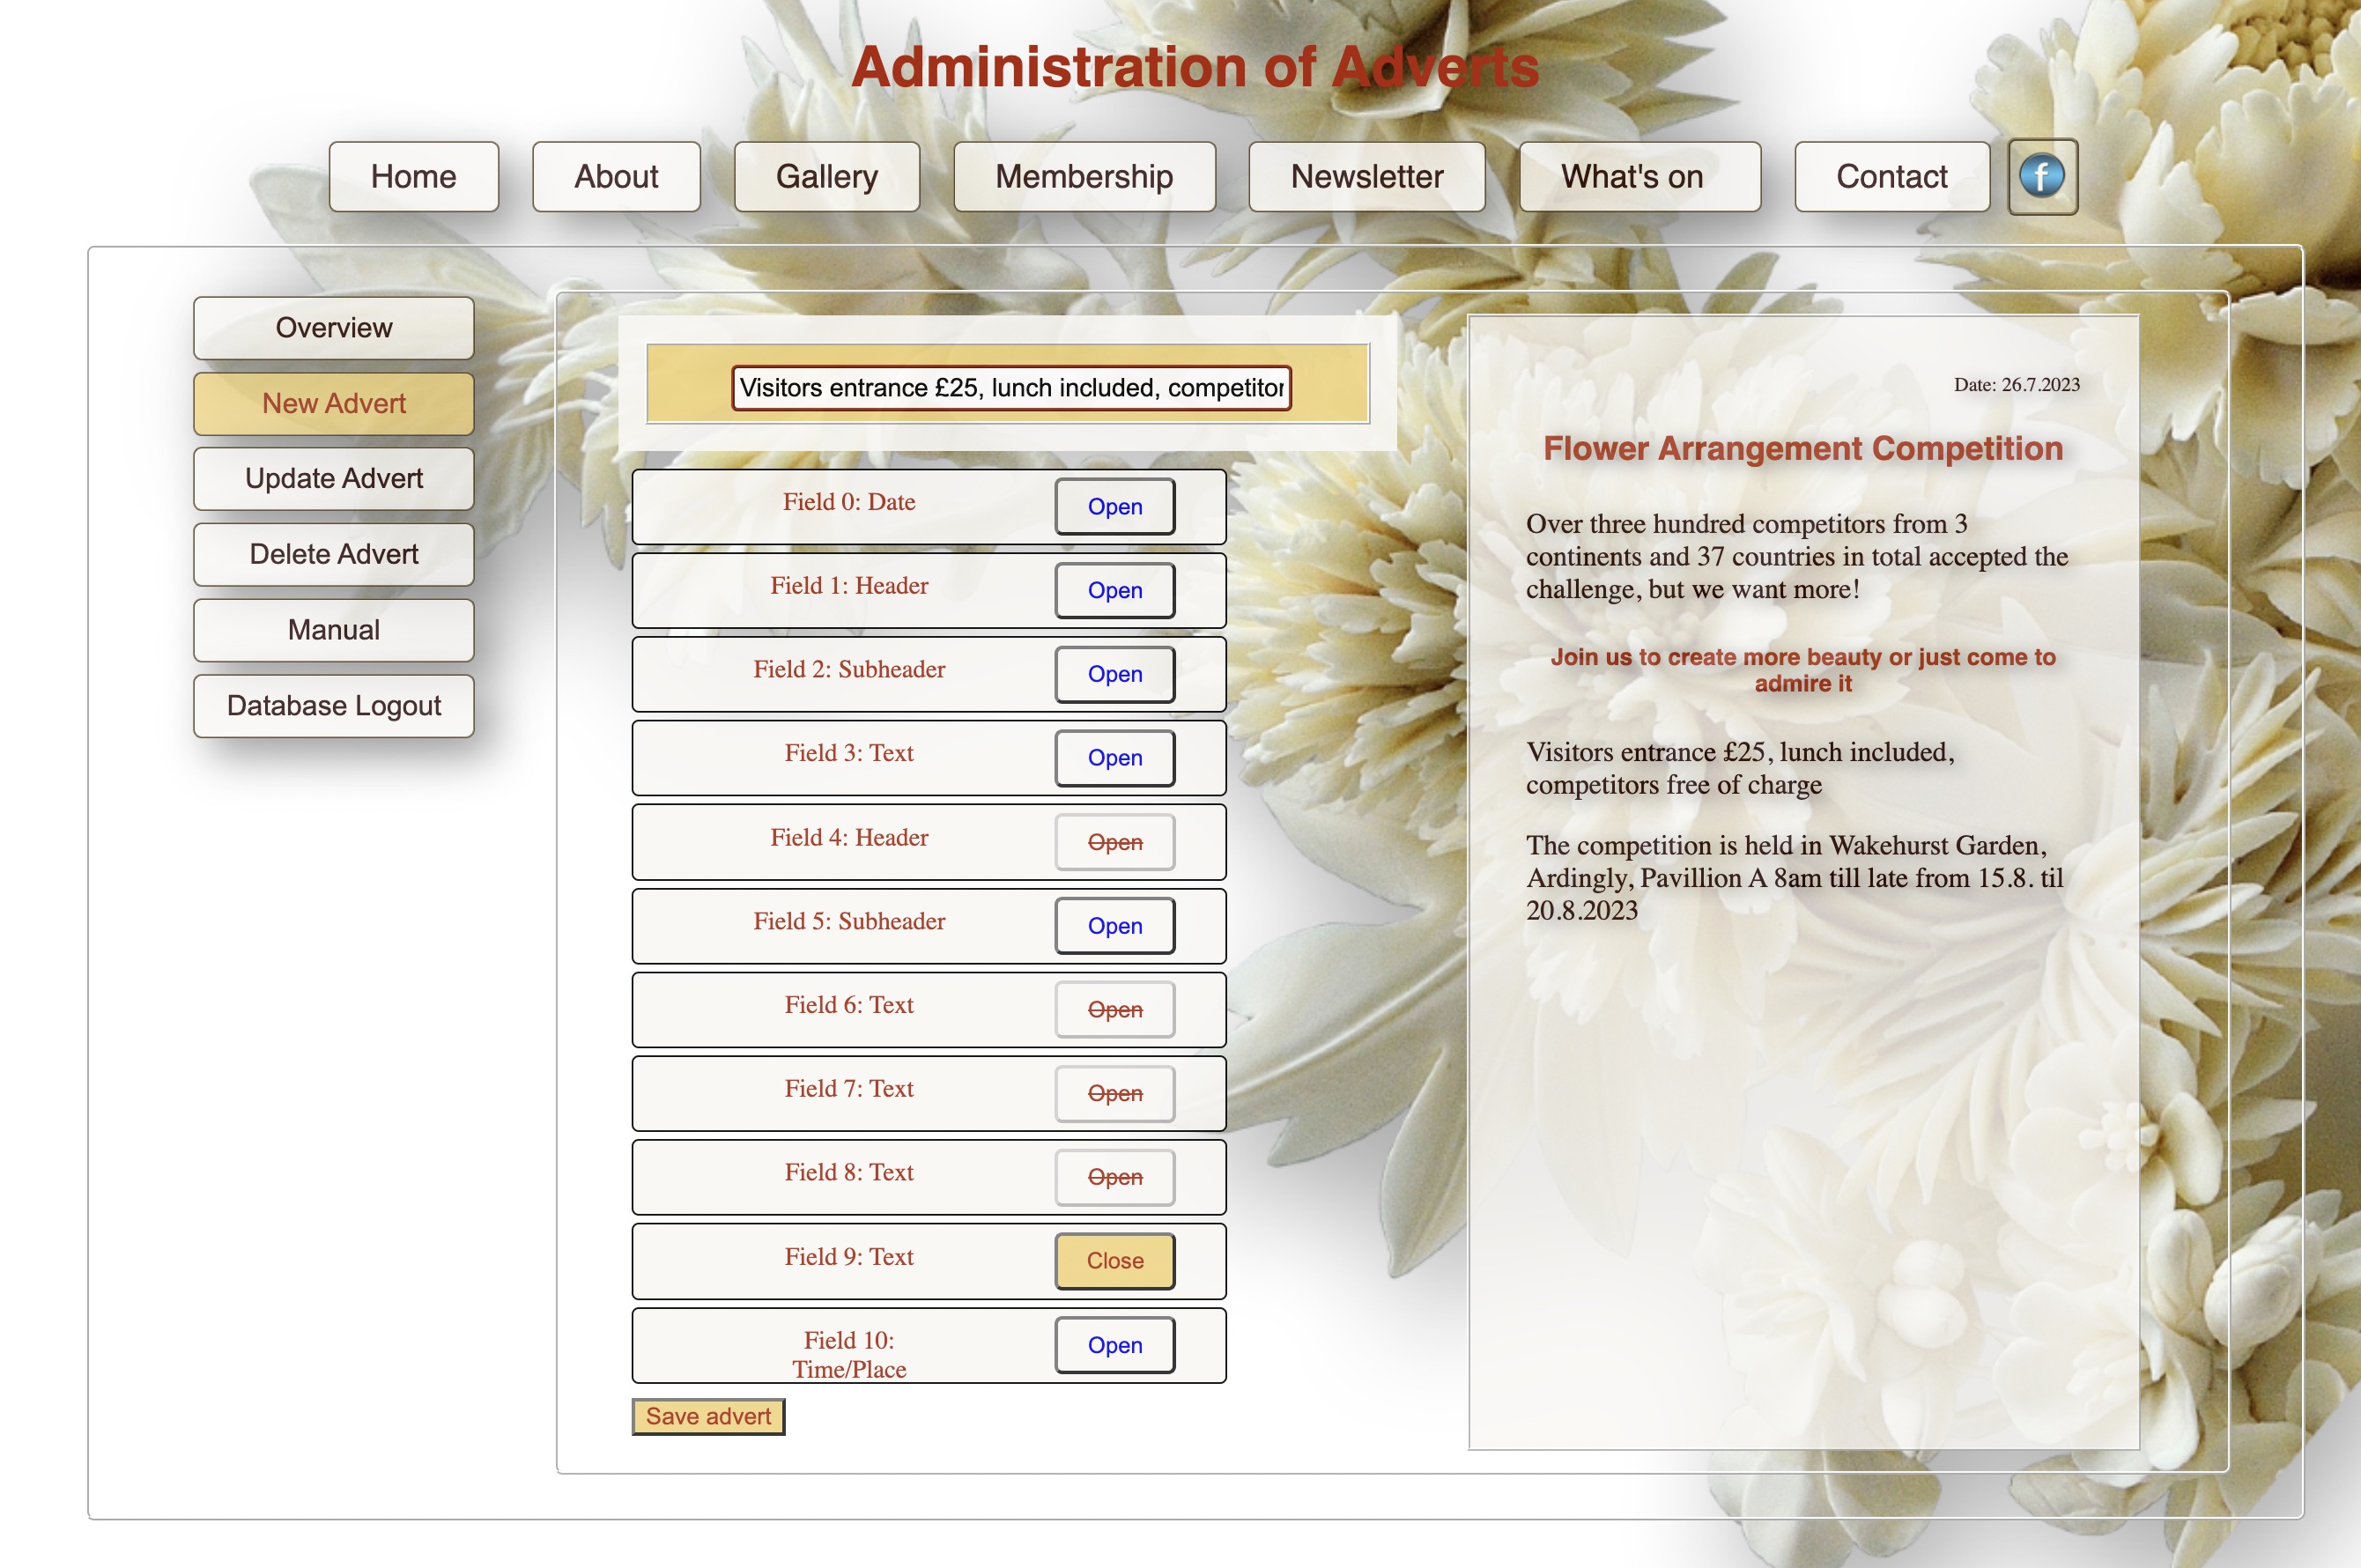 Administration of Adverts
Home
About
Gallery
Membership
Newsletter
What's on
Contact
f
Overview
New Advert
Update Advert
Delete Advert
Manual
Database Logout
Visitors entrance £25, lunch included, competitor
Field 0: Date
Open
Field 1: Header
Open
Field 2: Subheader
Open
Field 3: Text
Open
Field 4: Header
Open
Field 5: Subheader
Open
Field 6: Text
Open
Field 7: Text
Open
Field 8: Text
Open
Field 9: Text
Close
Field 10:
Time/Place
Open
Save advert
Date: 26.7.2023
Flower Arrangement Competition
Over three hundred competitors from 3
continents and 37 countries in total accepted the
challenge, but we want more!
Join us to create more beauty or just come to
admire it
Visitors entrance £25, lunch included,
competitors free of charge
The competition is held in Wakehurst Garden,
Ardingly, Pavillion A 8am till late from 15.8. til
20.8.2023